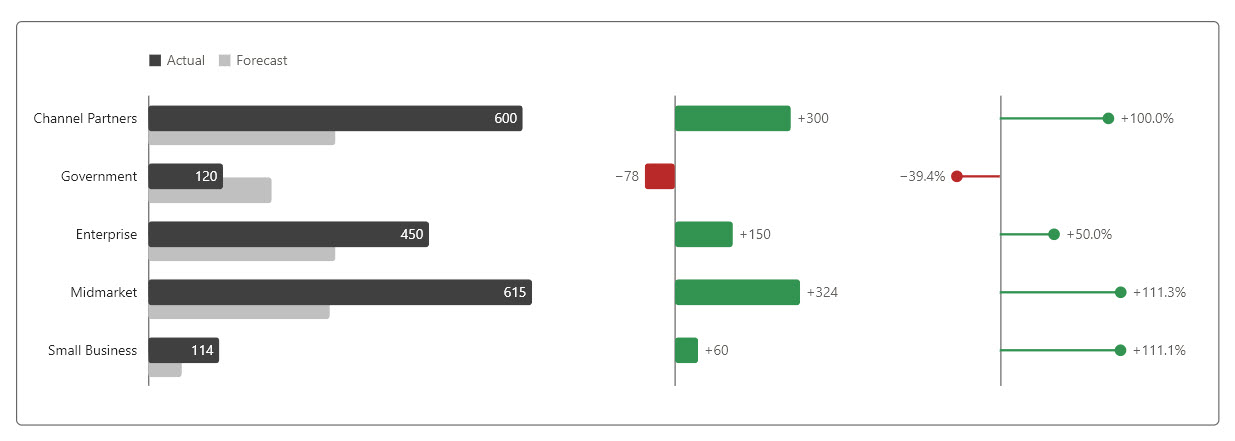 Actual Forecast
Channel Partners 600 +300 +100.0%
Government 120 −78 −39.4%
Enterprise 450 +150 +50.0%
Midmarket 615 +324 +111.3%
Small Business 114 +60 +111.1%